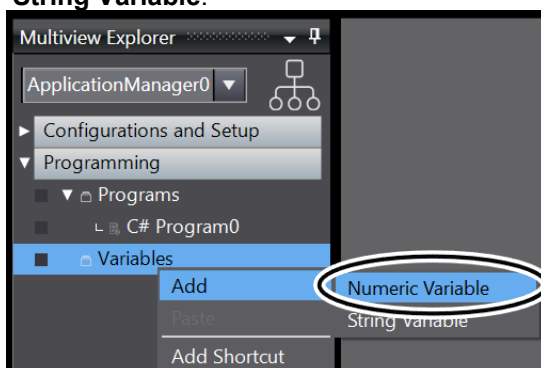 String Variable.
Multiview Explorer
ApplicationManager0
Configurations and Setup
Programming
Programs
C# Program0
Variables
Add
Numeric Variable
Paste
String Variable
Add Shortcut